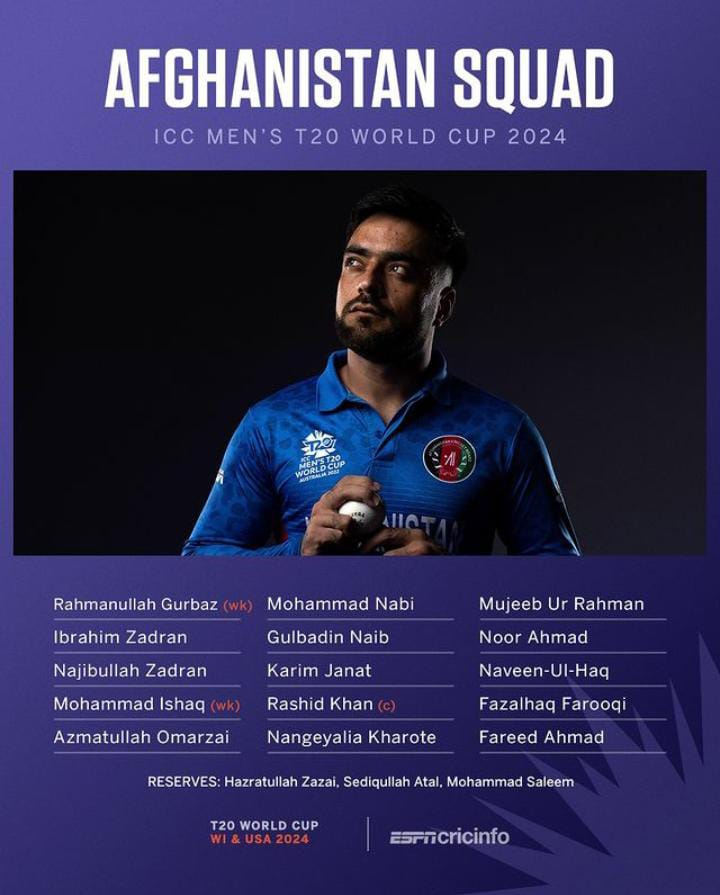 AFGHANISTAN SQUAD
ICC MEN'S T20 WORLD CUP 2024
T20
ICC
MEN'S T20
WORLD CUP
AUSTRALIA 2022
Rahmanullah Gurbaz (wk)
Ibrahim Zadran
Najibullah Zadran
Mohammad Ishaq (wk)
Azmatullah Omarzai
Mohammad Nabi
Gulbadin Naib
Karim Janat
Rashid Khan (c)
Nangeyalia Kharote
Mujeeb Ur Rahman
Noor Ahmad
Naveen-Ul-Haq
Fazalhaq Farooqi
Fareed Ahmad
RESERVES: Hazratullah Zazai, Sediqullah Atal, Mohammad Saleem
T20 WORLD CUP
WI & USA 2024
ESPNcricinfo